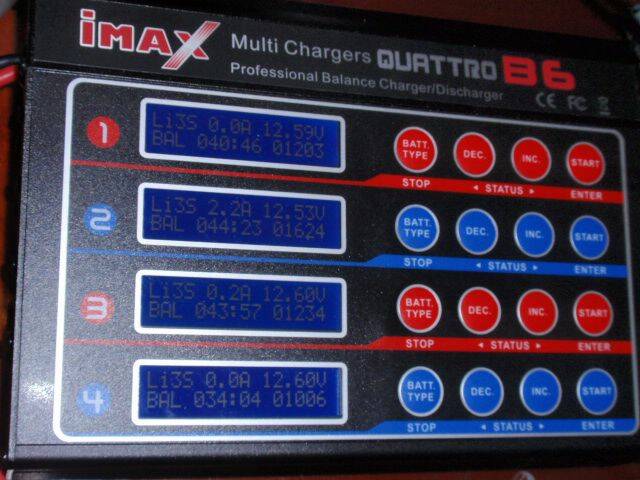 iMAX Multi Chargers QUATTRO B6
Professional Balance Charger/Discharger CE FC
1
Li3S 0.0A 12.59V
BAL 040:46 01203
BATT. TYPE DEC. INC. START
STOP ◄ STATUS ► ENTER
2
Li3S 2.2A 12.53V
BAL 044:23 01624
BATT. TYPE DEC. INC. START
STOP ◄ STATUS ► ENTER
3
Li3S 0.2A 12.60V
BAL 043:57 01234
BATT. TYPE DEC. INC. START
STOP ◄ STATUS ► ENTER
4
Li3S 0.0A 12.60V
BAL 034:04 01006
BATT. TYPE DEC. INC. START
STOP ◄ STATUS ► ENTER